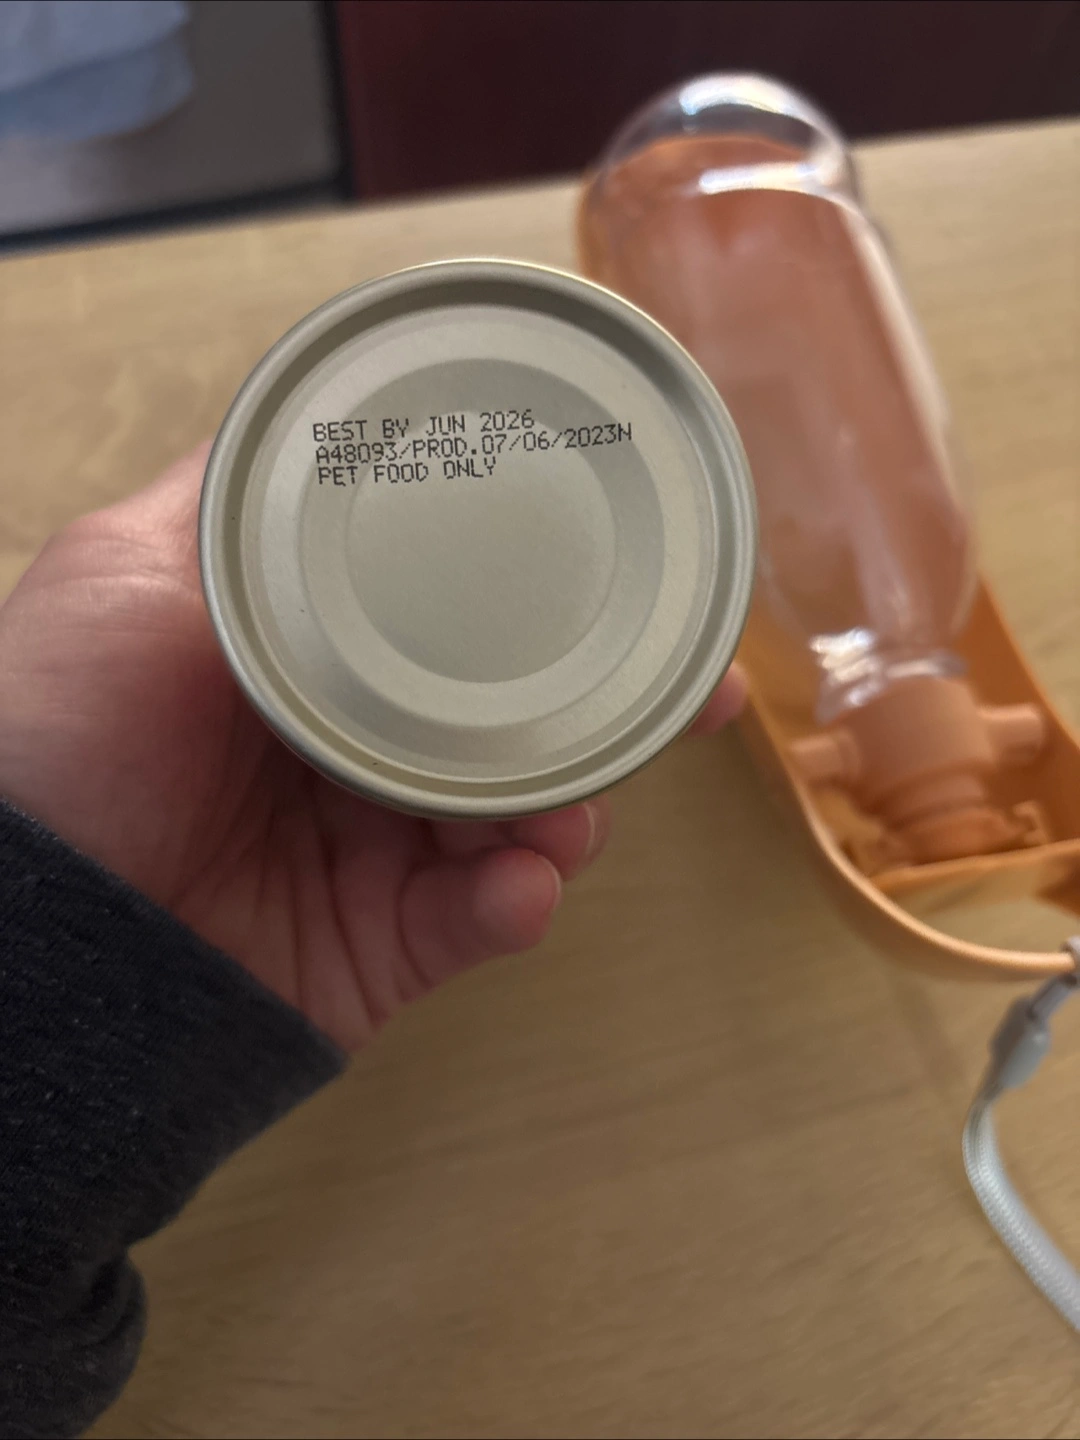 BEST BY JUN 2026
A48093/PROD.07/06/2023N
PET FOOD ONLY